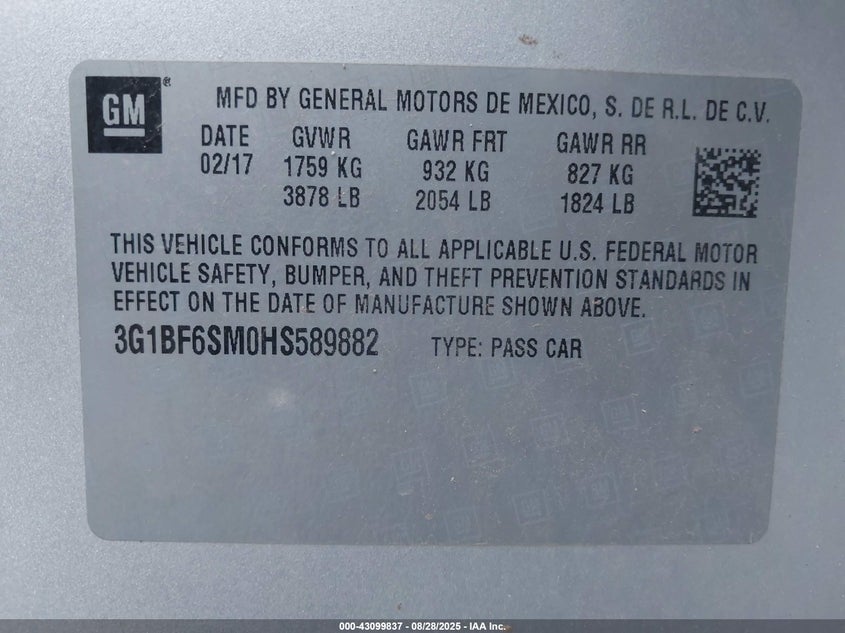 GM ®
MFD BY GENERAL MOTORS DE MEXICO, S. DE R.L. DE C.V.
DATE GVWR GAWR FRT GAWR RR
02/17 1759 KG 932 KG 827 KG
3878 LB 2054 LB 1824 LB
THIS VEHICLE CONFORMS TO ALL APPLICABLE U.S. FEDERAL MOTOR
VEHICLE SAFETY, BUMPER, AND THEFT PREVENTION STANDARDS IN
EFFECT ON THE DATE OF MANUFACTURE SHOWN ABOVE.
3G1BF6SM0HS589882 TYPE: PASS CAR
000-43099837 - 08/28/2025 - IAA Inc.